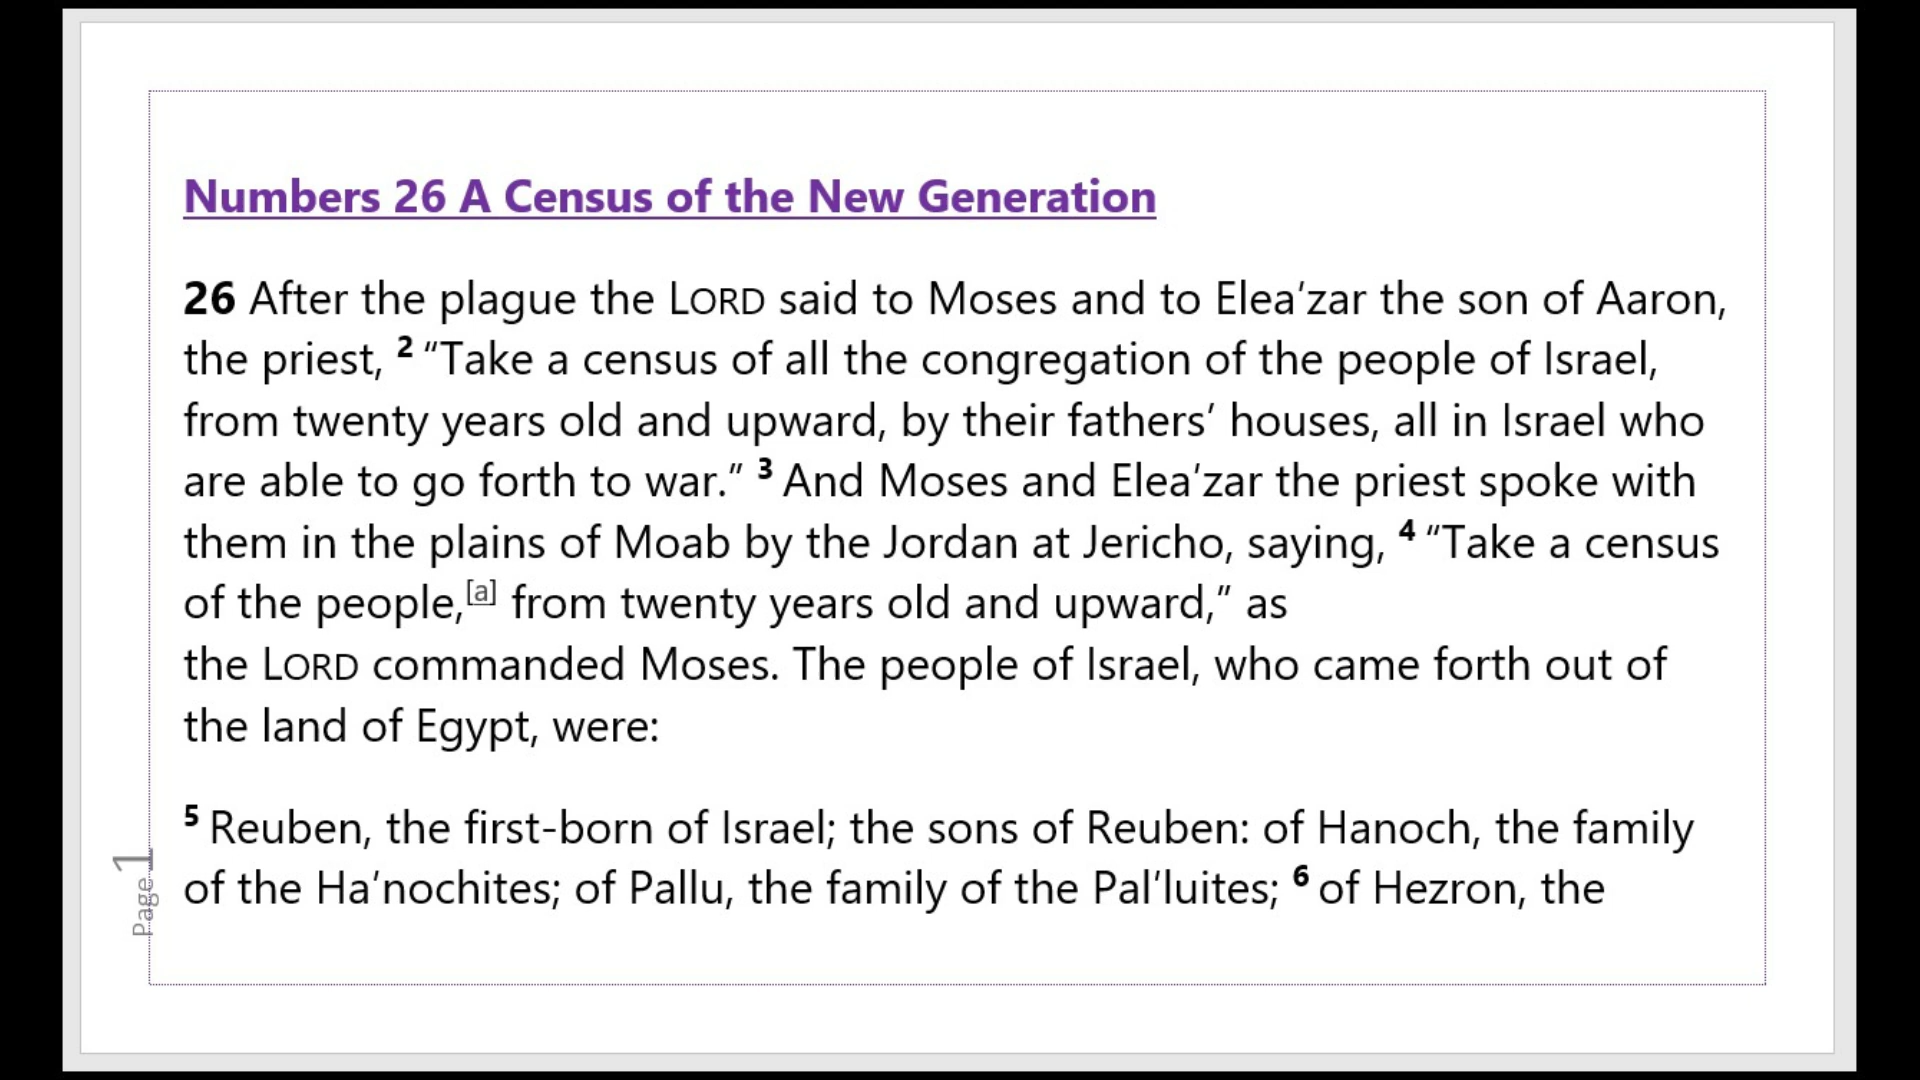 Numbers 26 A Census of the New Generation
26 After the plague the LORD said to Moses and to Elea’zar the son of Aaron,
the priest, 2 “Take a census of all the congregation of the people of Israel,
from twenty years old and upward, by their fathers’ houses, all in Israel who
are able to go forth to war.” 3 And Moses and Elea′zar the priest spoke with
them in the plains of Moab by the Jordan at Jericho, saying, 4 “Take a census
of the people,[a] from twenty years old and upward,” as
the LORD commanded Moses. The people of Israel, who came forth out of
the land of Egypt, were:
5 Reuben, the first-born of Israel; the sons of Reuben: of Hanoch, the family
of the Ha’nochites; of Pallu, the family of the Pal′luites; 6 of Hezron, the
Page 1